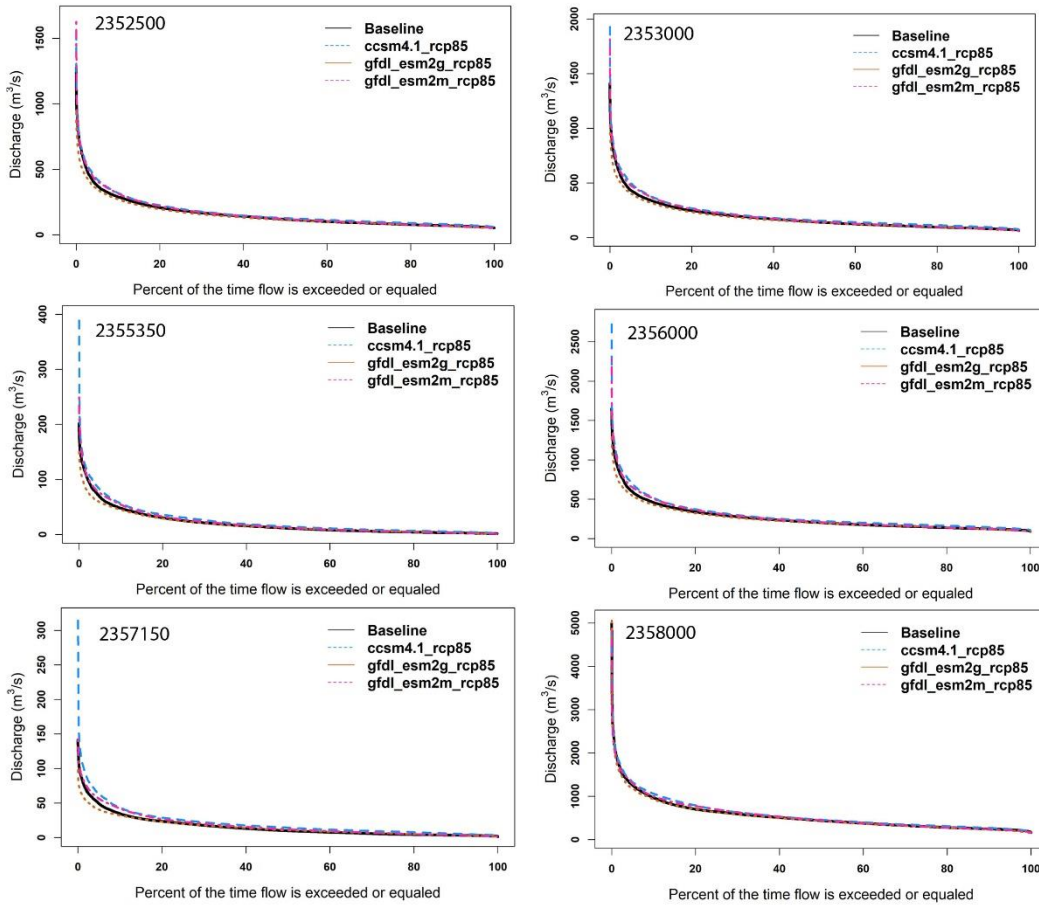 2352500
Baseline
ccsm4.1_rcp85
gfdl_esm2g_rcp85
gfdl_esm2m_rcp85
Discharge (m³/s)
1500
1000
500
0
0 20 40 60 80 100
Percent of the time flow is exceeded or equaled
2353000
Baseline
ccsm4.1_rcp85
gfdl_esm2g_rcp85
gfdl_esm2m_rcp85
Discharge (m³/s)
2000
1500
1000
500
0
0 20 40 60 80 100
Percent of the time flow is exceeded or equaled
2355350
Baseline
ccsm4.1_rcp85
gfdl_esm2g_rcp85
gfdl_esm2m_rcp85
Discharge (m³/s)
400
300
200
100
0
0 20 40 60 80 100
Percent of the time flow is exceeded or equaled
2356000
Baseline
ccsm4.1_rcp85
gfdl_esm2g_rcp85
gfdl_esm2m_rcp85
Discharge (m³/s)
2500
2000
1500
1000
500
0
0 20 40 60 80 100
Percent of the time flow is exceeded or equaled
2357150
Baseline
ccsm4.1_rcp85
gfdl_esm2g_rcp85
gfdl_esm2m_rcp85
Discharge (m³/s)
300
250
200
150
100
50
0
0 20 40 60 80 100
Percent of the time flow is exceeded or equaled
2358000
Baseline
ccsm4.1_rcp85
gfdl_esm2g_rcp85
gfdl_esm2m_rcp85
Discharge (m³/s)
5000
4000
3000
2000
1000
0
0 20 40 60 80 100
Percent of the time flow is exceeded or equaled